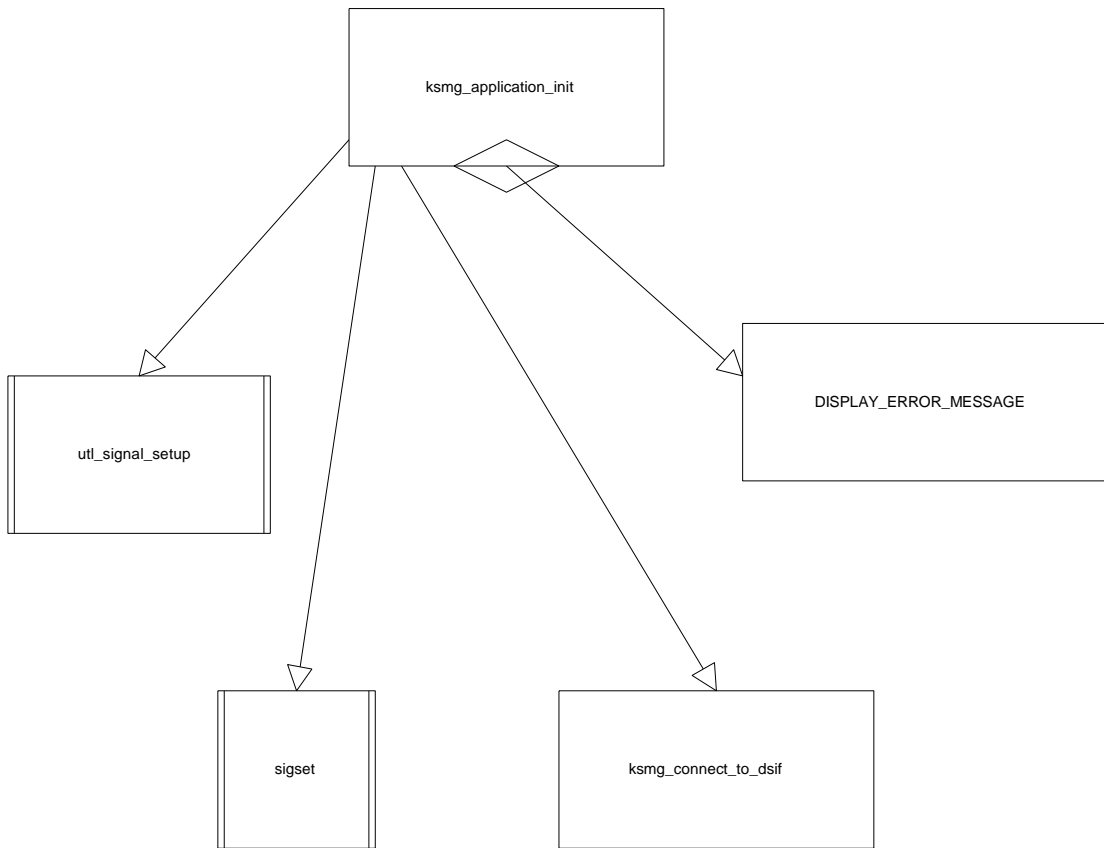 ksmg_application_init
DISPLAY_ERROR_MESSAGE
utl_signal_setup
sigset
ksmg_connect_to_dsif